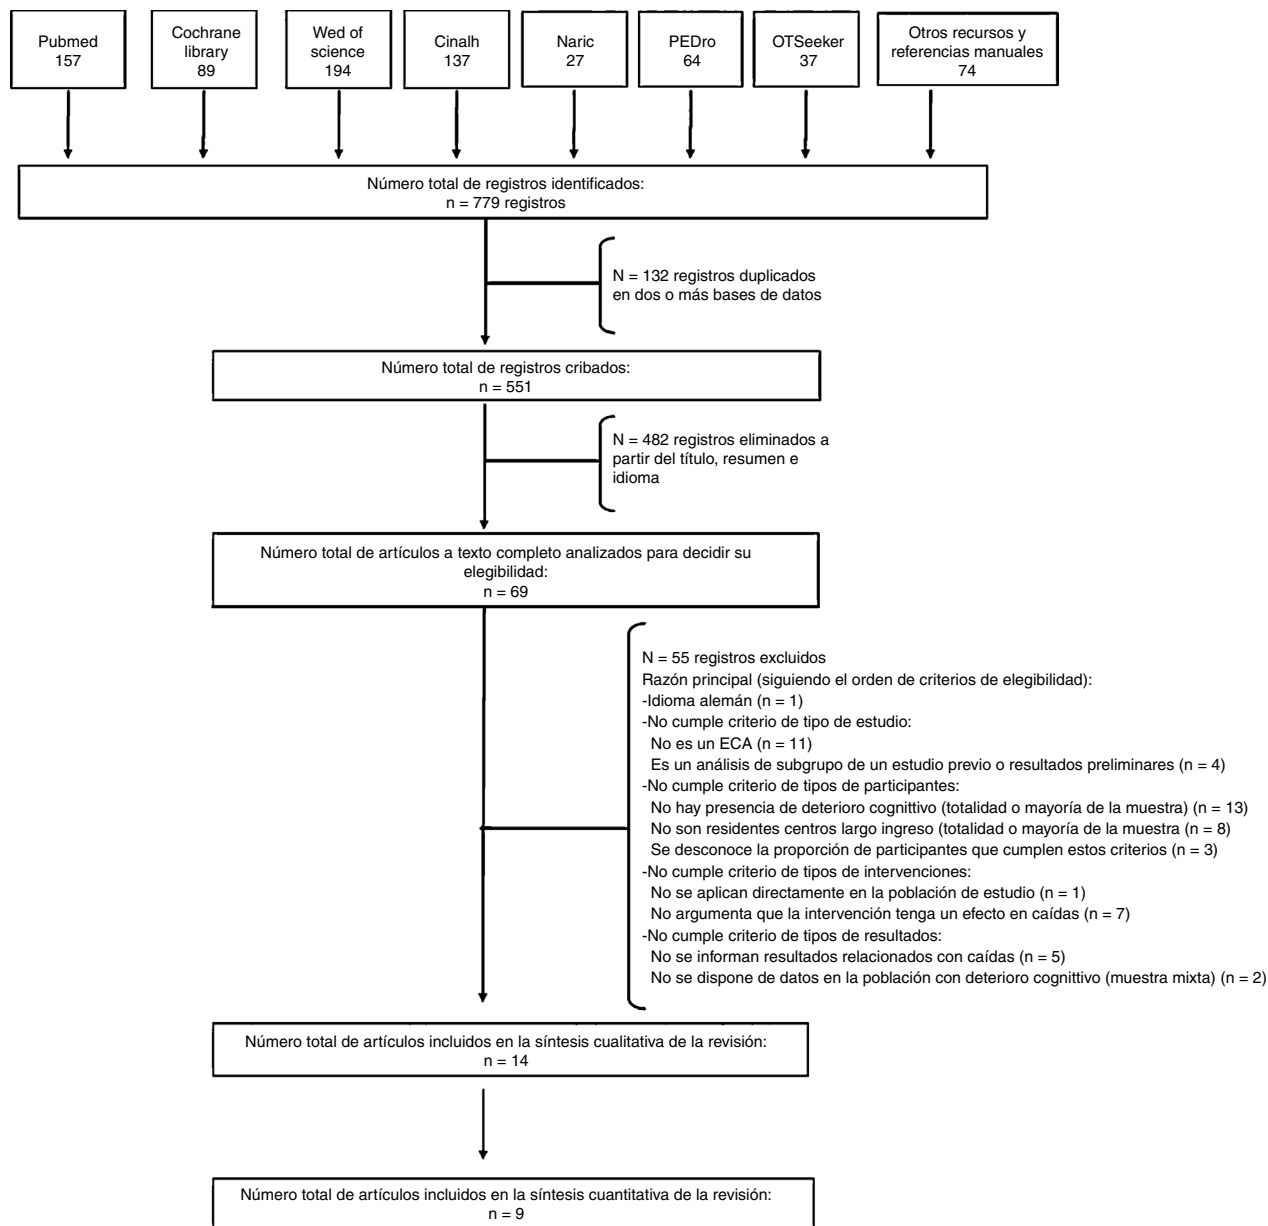 Pubmed
157
Cochrane
library
89
Wed of
science
194
Cinalh
137
Naric
27
PEDro
64
OTSeeker
37
Otros recursos y
referencias manuales
74
Número total de registros identificados:
n = 779 registros
N = 132 registros duplicados
en dos o más bases de datos
Número total de registros cribados:
n = 551
N = 482 registros eliminados a
partir del título, resumen e
idioma
Número total de artículos a texto completo analizados para decidir su
elegibilidad:
n = 69
N = 55 registros excluidos
Razón principal (siguiendo el orden de criterios de elegibilidad):
-Idioma alemán (n = 1)
-No cumple criterio de tipo de estudio:
No es un ECA (n = 11)
Es un análisis de subgrupo de un estudio previo o resultados preliminares (n = 4)
-No cumple criterio de tipos de participantes:
No hay presencia de deterioro cognittivo (totalidad o mayoría de la muestra) (n = 13)
No son residentes centros largo ingreso (totalidad o mayoría de la muestra (n = 8)
Se desconoce la proporción de participantes que cumplen estos criterios (n = 3)
-No cumple criterio de tipos de intervenciones:
No se aplican directamente en la población de estudio (n = 1)
No argumenta que la intervención tenga un efecto en caídas (n = 7)
-No cumple criterio de tipos de resultados:
No se informan resultados relacionados con caídas (n = 5)
No se dispone de datos en la población con deterioro cognittivo (muestra mixta) (n = 2)
Número total de artículos incluidos en la síntesis cualitativa de la revisión:
n = 14
Número total de artículos incluidos en la síntesis cuantitativa de la revisión:
n = 9